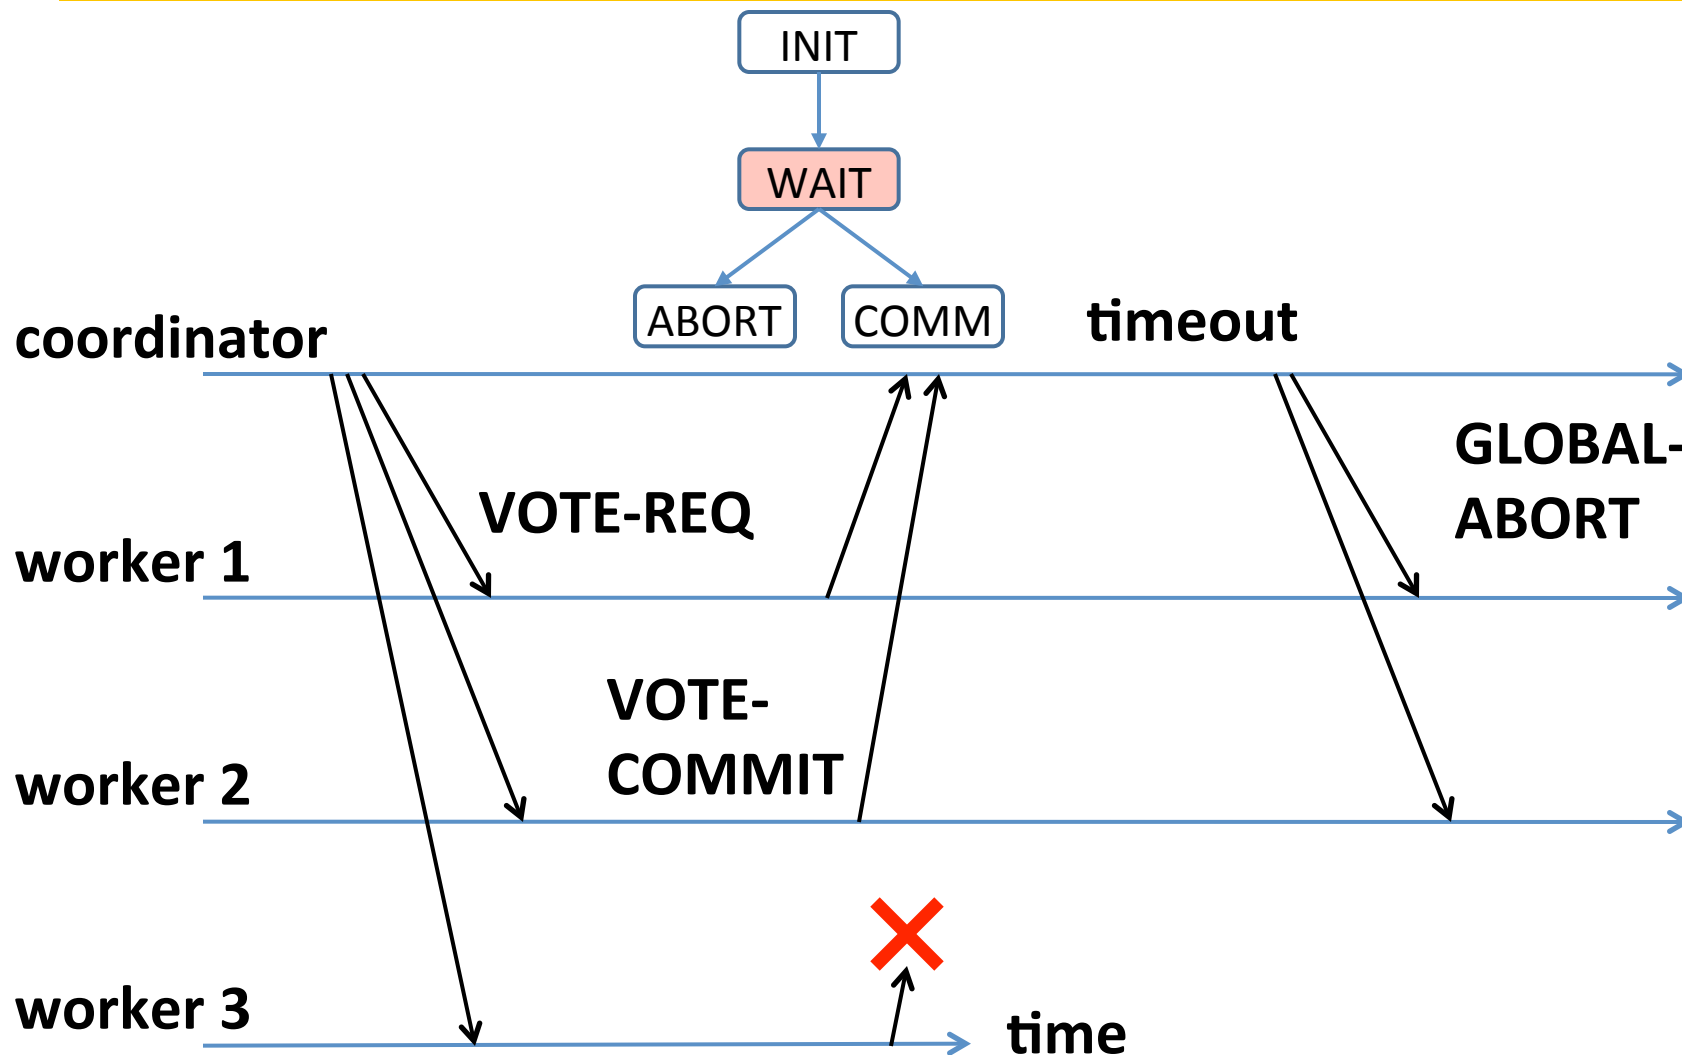 INIT
WAIT
ABORT
COMM
coordinator
timeout
GLOBAL-
ABORT
VOTE-REQ
worker 1
VOTE-
COMMIT
worker 2
worker 3
time